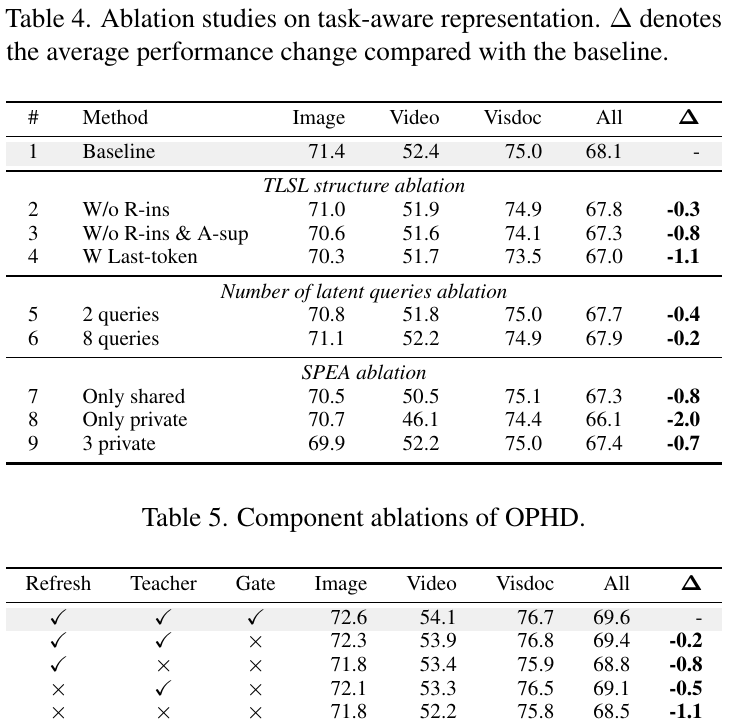 Table 4. Ablation studies on task-aware representation. Δ denotes
the average performance change compared with the baseline.
# Method Image Video Visdoc All Δ
1 Baseline 71.4 52.4 75.0 68.1 -
TLSL structure ablation
2 W/o R-ins 71.0 51.9 74.9 67.8 -0.3
3 W/o R-ins & A-sup 70.6 51.6 74.1 67.3 -0.8
4 W Last-token 70.3 51.7 73.5 67.0 -1.1
Number of latent queries ablation
5 2 queries 70.8 51.8 75.0 67.7 -0.4
6 8 queries 71.1 52.2 74.9 67.9 -0.2
SPEA ablation
7 Only shared 70.5 50.5 75.1 67.3 -0.8
8 Only private 70.7 46.1 74.4 66.1 -2.0
9 3 private 69.9 52.2 75.0 67.4 -0.7
Table 5. Component ablations of OPHD.
Refresh Teacher Gate Image Video Visdoc All Δ
✓ ✓ ✓ 72.6 54.1 76.7 69.6 -
✓ ✓ × 72.3 53.9 76.8 69.4 -0.2
✓ × × 71.8 53.4 75.9 68.8 -0.8
× ✓ × 72.1 53.3 76.5 69.1 -0.5
× × × 71.8 52.2 75.8 68.5 -1.1